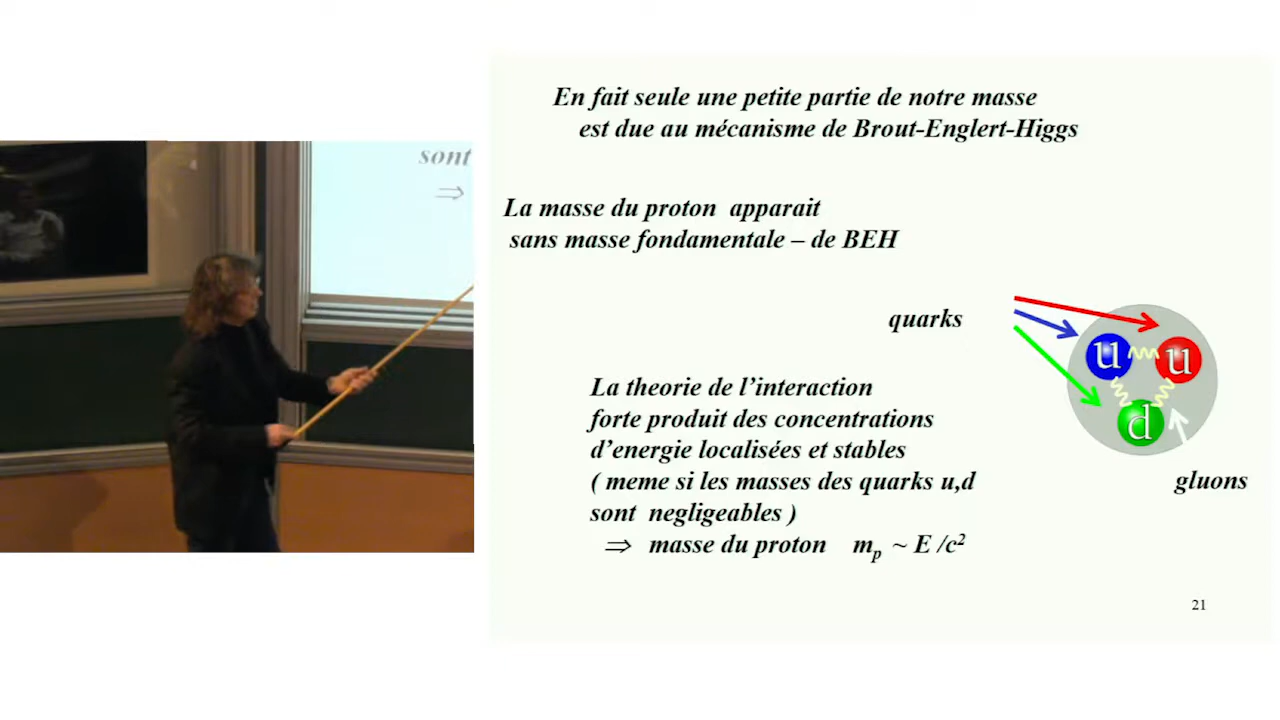 sont
⇒
En fait seule une petite partie de notre masse
est due au mécanisme de Brout-Englert-Higgs
La masse du proton apparait
sans masse fondamentale – de BEH
quarks
u
u
d
gluons
La theorie de l’interaction
forte produit des concentrations
d’energie localisées et stables
( meme si les masses des quarks u,d
sont negligeables )
⇒ masse du proton mp ~ E /c²
21